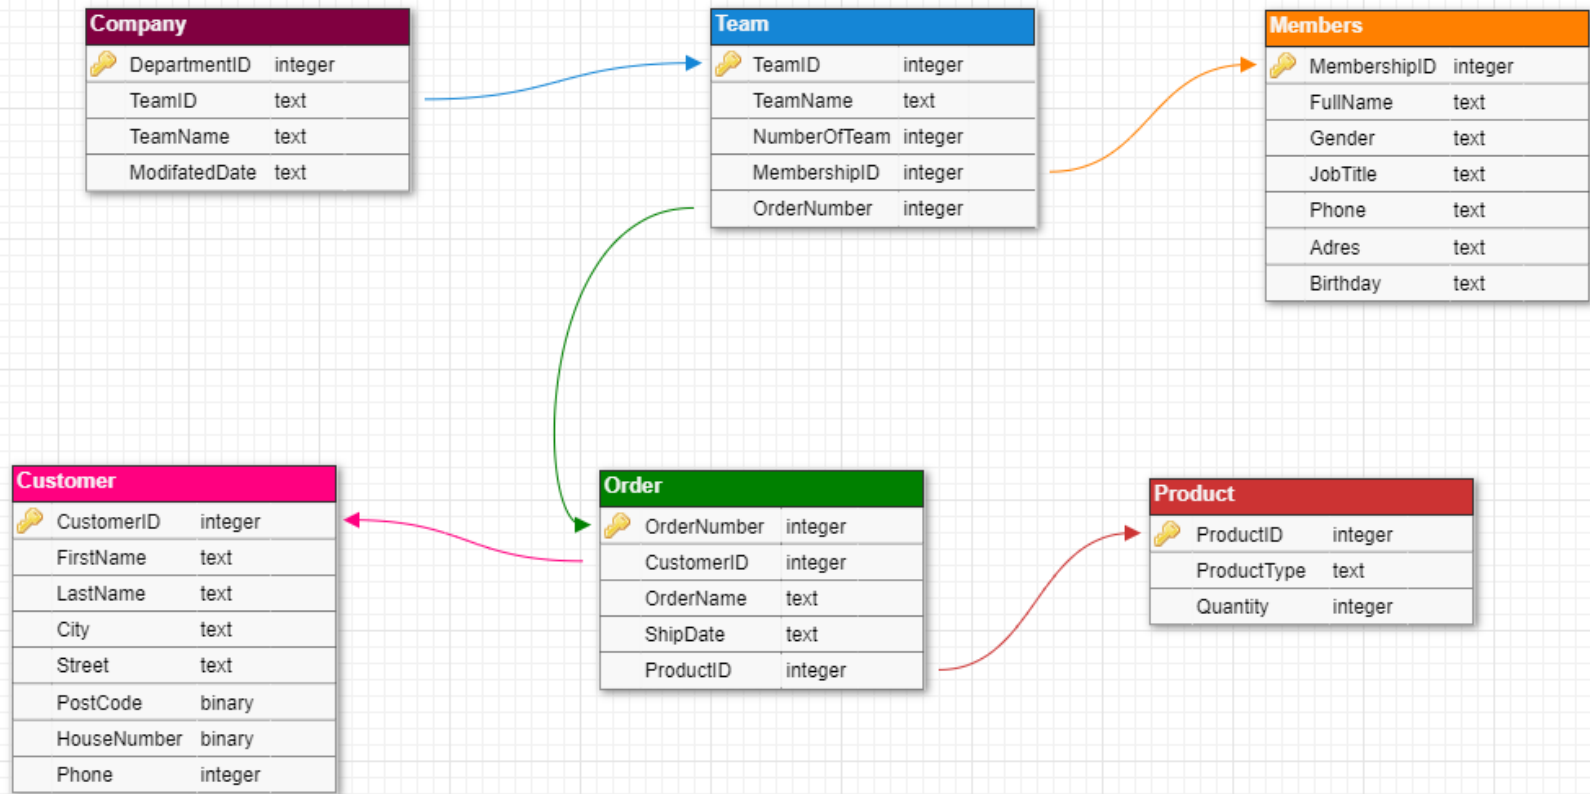 Company
DepartmentID integer
TeamID text
TeamName text
ModifatedDate text
Team
TeamID integer
TeamName text
NumberOfTeam integer
MembershipID integer
OrderNumber integer
Members
MembershipID integer
FullName text
Gender text
JobTitle text
Phone text
Adres text
Birthday text
Customer
CustomerID integer
FirstName text
LastName text
City text
Street text
PostCode binary
HouseNumber binary
Phone integer
Order
OrderNumber integer
CustomerID integer
OrderName text
ShipDate text
ProductID integer
Product
ProductID integer
ProductType text
Quantity integer